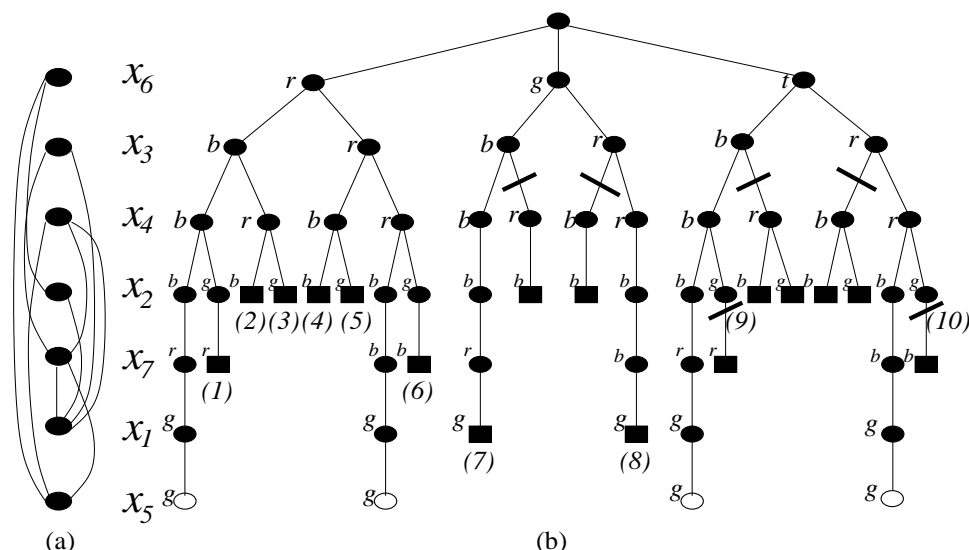 x6 r g t
x3 b r b r b r
x4 b r b r b r b r b r b r
x2 b g b g b g b g b b b b b g b g b g b g
(2) (3) (4) (5) (9) (10)
x7 r r b b r b r r b b
(1) (6)
x1 g g g g g g
(7) (8)
x5 g g g g
(a) (b)